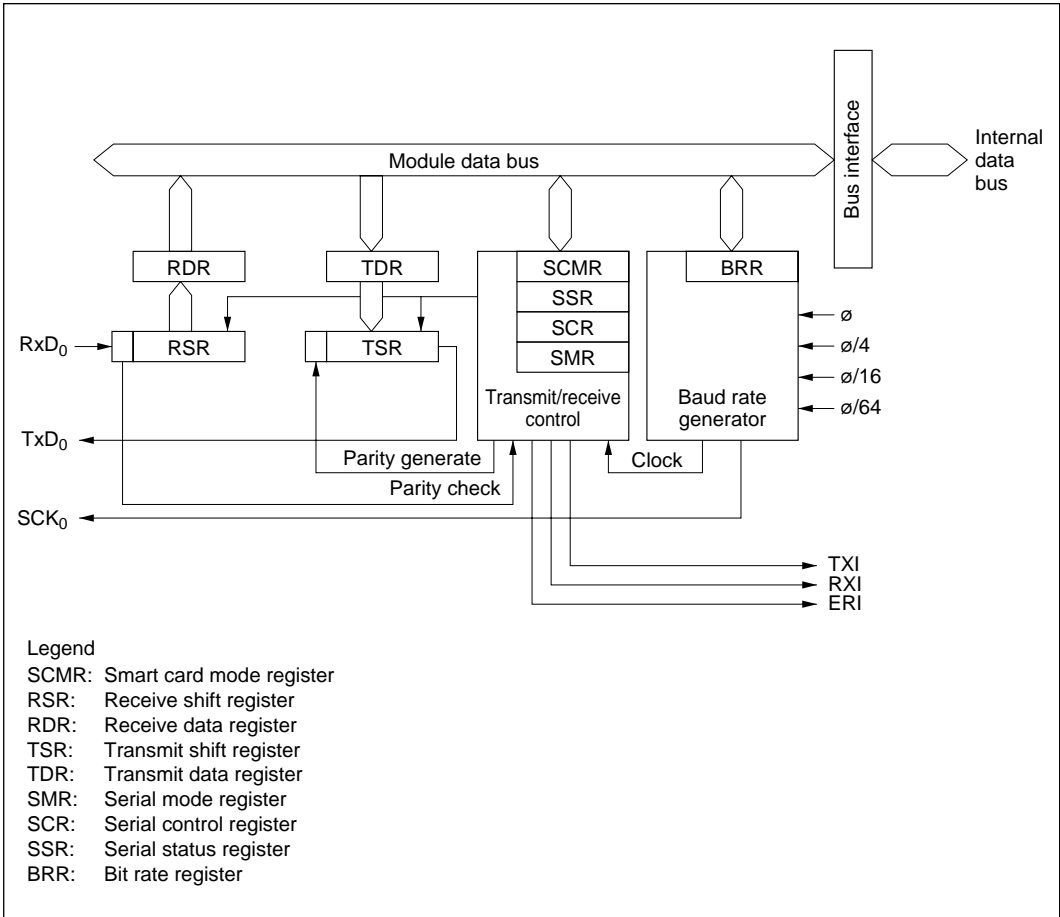 Module data bus
Bus interface
Internal
data
bus
RDR
TDR
SCMR
BRR
SSR
SCR
SMR
RxD0
RSR
TSR
ø
ø/4
ø/16
ø/64
Transmit/receive
control
Baud rate
generator
TxD0
Parity generate
Clock
Parity check
SCK0
TXI
RXI
ERI
Legend
SCMR: Smart card mode register
RSR: Receive shift register
RDR: Receive data register
TSR: Transmit shift register
TDR: Transmit data register
SMR: Serial mode register
SCR: Serial control register
SSR: Serial status register
BRR: Bit rate register